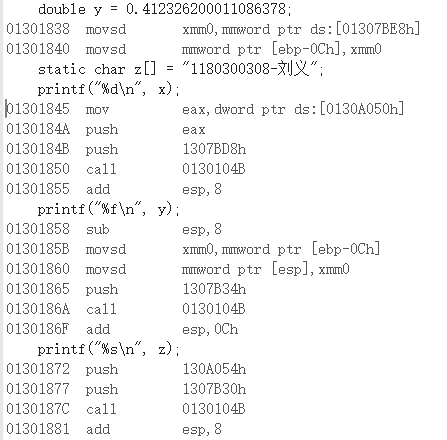 double y = 0.412326200011086378;
01301838 movsd xmm0,mmword ptr ds:[01307BE8h]
01301840 movsd mmword ptr [ebp-0Ch],xmm0
static char z[] = "1180300308-刘义";
printf("%d\n", x);
01301845 mov eax,dword ptr ds:[0130A050h]
0130184A push eax
0130184B push 1307BD8h
01301850 call 0130104B
01301855 add esp,8
printf("%f\n", y);
01301858 sub esp,8
0130185B movsd xmm0,mmword ptr [ebp-0Ch]
01301860 movsd mmword ptr [esp],xmm0
01301865 push 1307B34h
0130186A call 0130104B
0130186F add esp,0Ch
printf("%s\n", z);
01301872 push 130A054h
01301877 push 1307B30h
0130187C call 0130104B
01301881 add esp,8